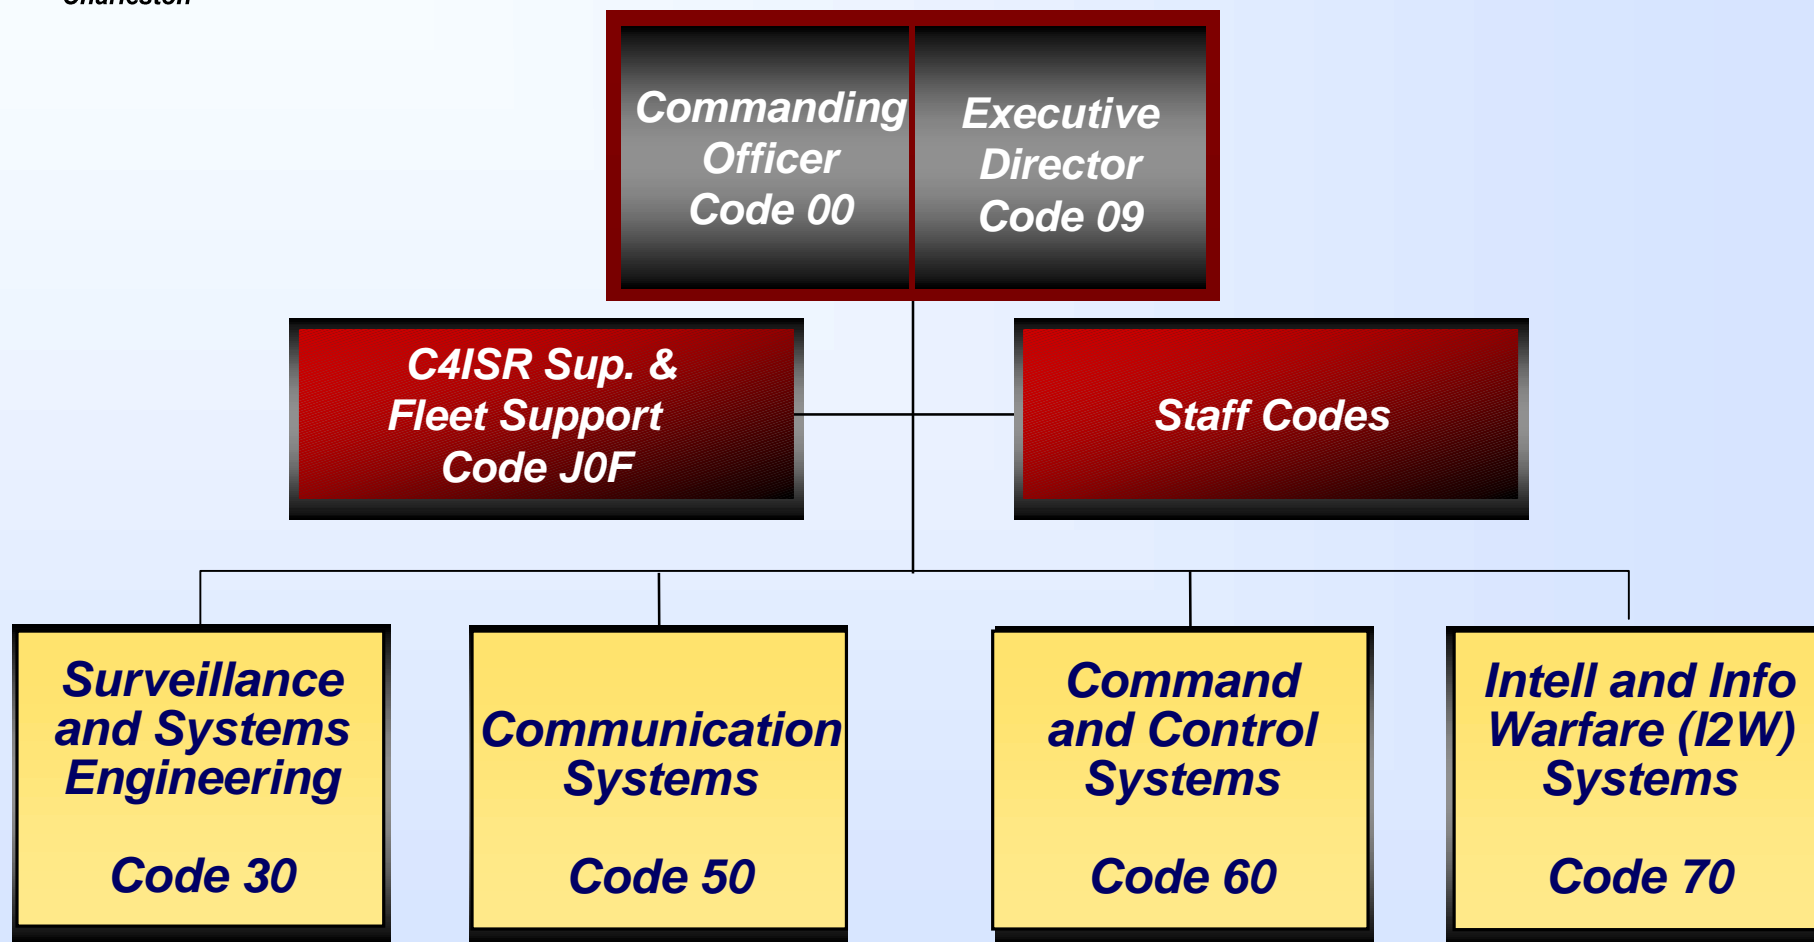 Charleston
Commanding
Officer
Code 00
Executive
Director
Code 09
C4ISR Sup. &
Fleet Support
Code J0F
Staff Codes
Surveillance
and Systems
Engineering
Code 30
Communication
Systems
Code 50
Command
and Control
Systems
Code 60
Intell and Info
Warfare (I2W)
Systems
Code 70